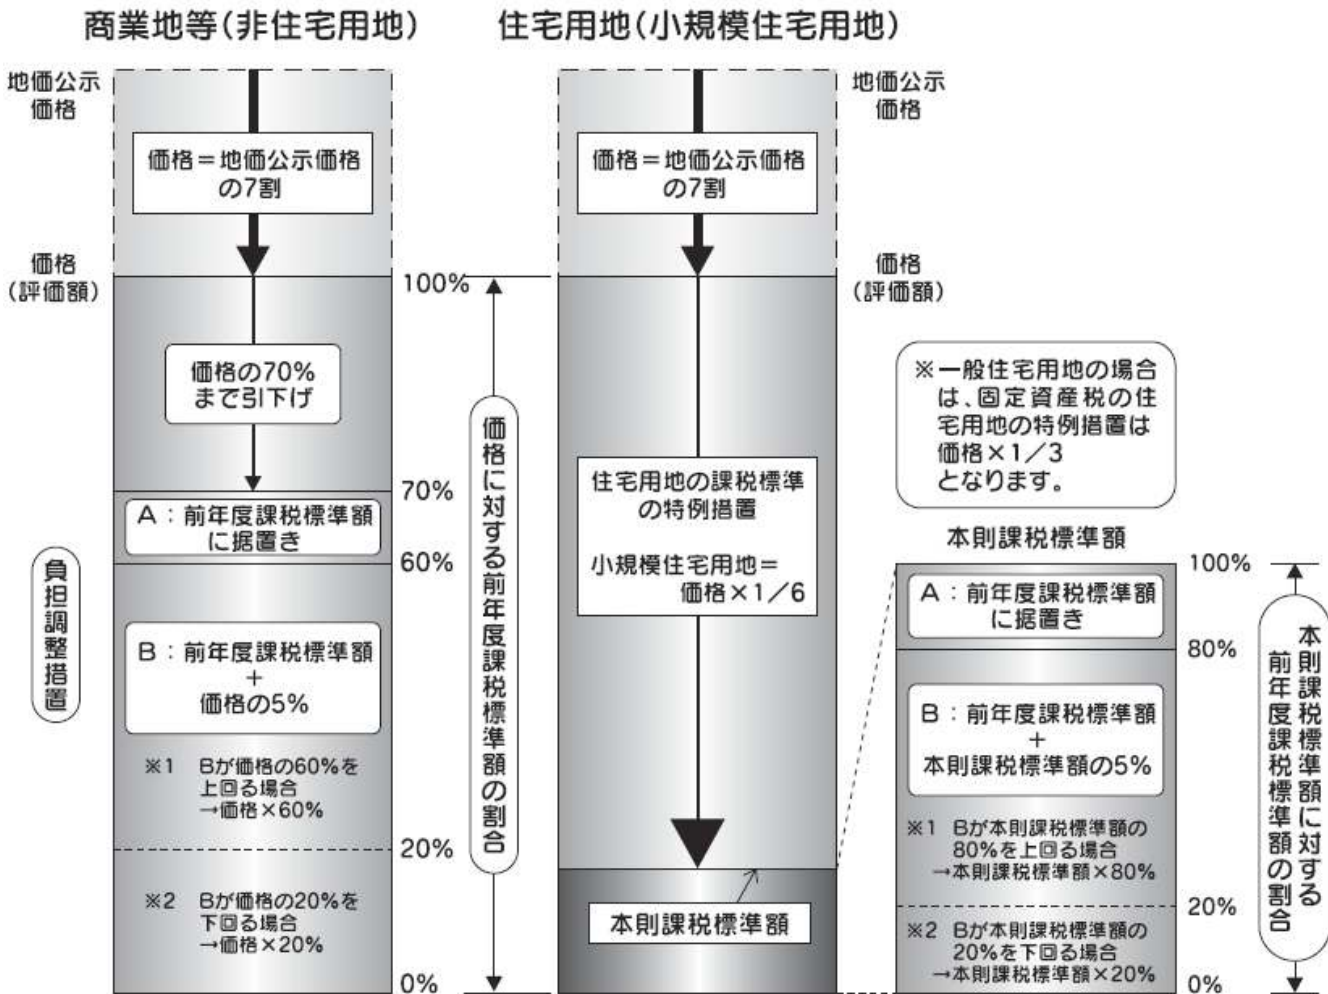 商業地等(非住宅用地)
地価公示
価格
価格＝地価公示価格
の7割
価格
(評価額)
100%
価格の70%
まで引下げ
70%
A：前年度課税標準額
に据置き
60%
負担調整措置
B：前年度課税標準額
＋
価格の5%
※1 Bが価格の60%を
上回る場合
→価格×60%
20%
※2 Bが価格の20%を
下回る場合
→価格×20%
0%
価格に対する前年度課税標準額の割合
住宅用地(小規模住宅用地)
地価公示
価格
価格＝地価公示価格
の7割
価格
(評価額)
住宅用地の課税標準
の特例措置
小規模住宅用地＝
価格×1／6
本則課税標準額
※一般住宅用地の場合
は、固定資産税の住
宅用地の特例措置は
価格×1／3
となります。
本則課税標準額
100%
A：前年度課税標準額
に据置き
80%
B：前年度課税標準額
＋
本則課税標準額の5%
※1 Bが本則課税標準額の
80%を上回る場合
→本則課税標準額×80%
20%
※2 Bが本則課税標準額の
20%を下回る場合
→本則課税標準額×20%
0%
本則課税標準額に対する
前年度課税標準額の割合